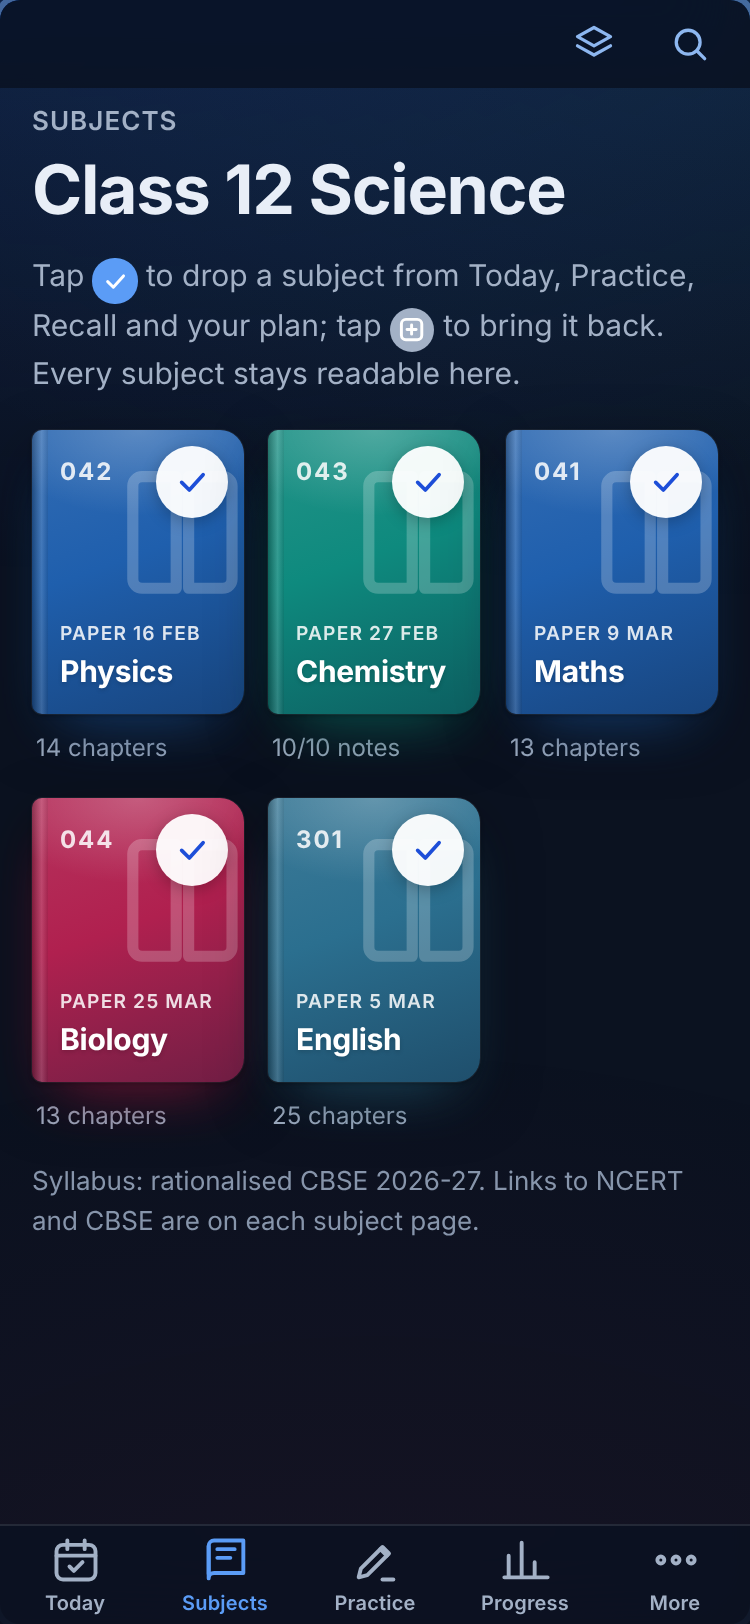 SUBJECTS
Class 12 Science
Tap to drop a subject from Today, Practice,
Recall and your plan; tap to bring it back.
Every subject stays readable here.
042
PAPER 16 FEB
Physics
14 chapters
043
PAPER 27 FEB
Chemistry
10/10 notes
041
PAPER 9 MAR
Maths
13 chapters
044
PAPER 25 MAR
Biology
13 chapters
301
PAPER 5 MAR
English
25 chapters
Syllabus: rationalised CBSE 2026-27. Links to NCERT
and CBSE are on each subject page.
Today
Subjects
Practice
Progress
More